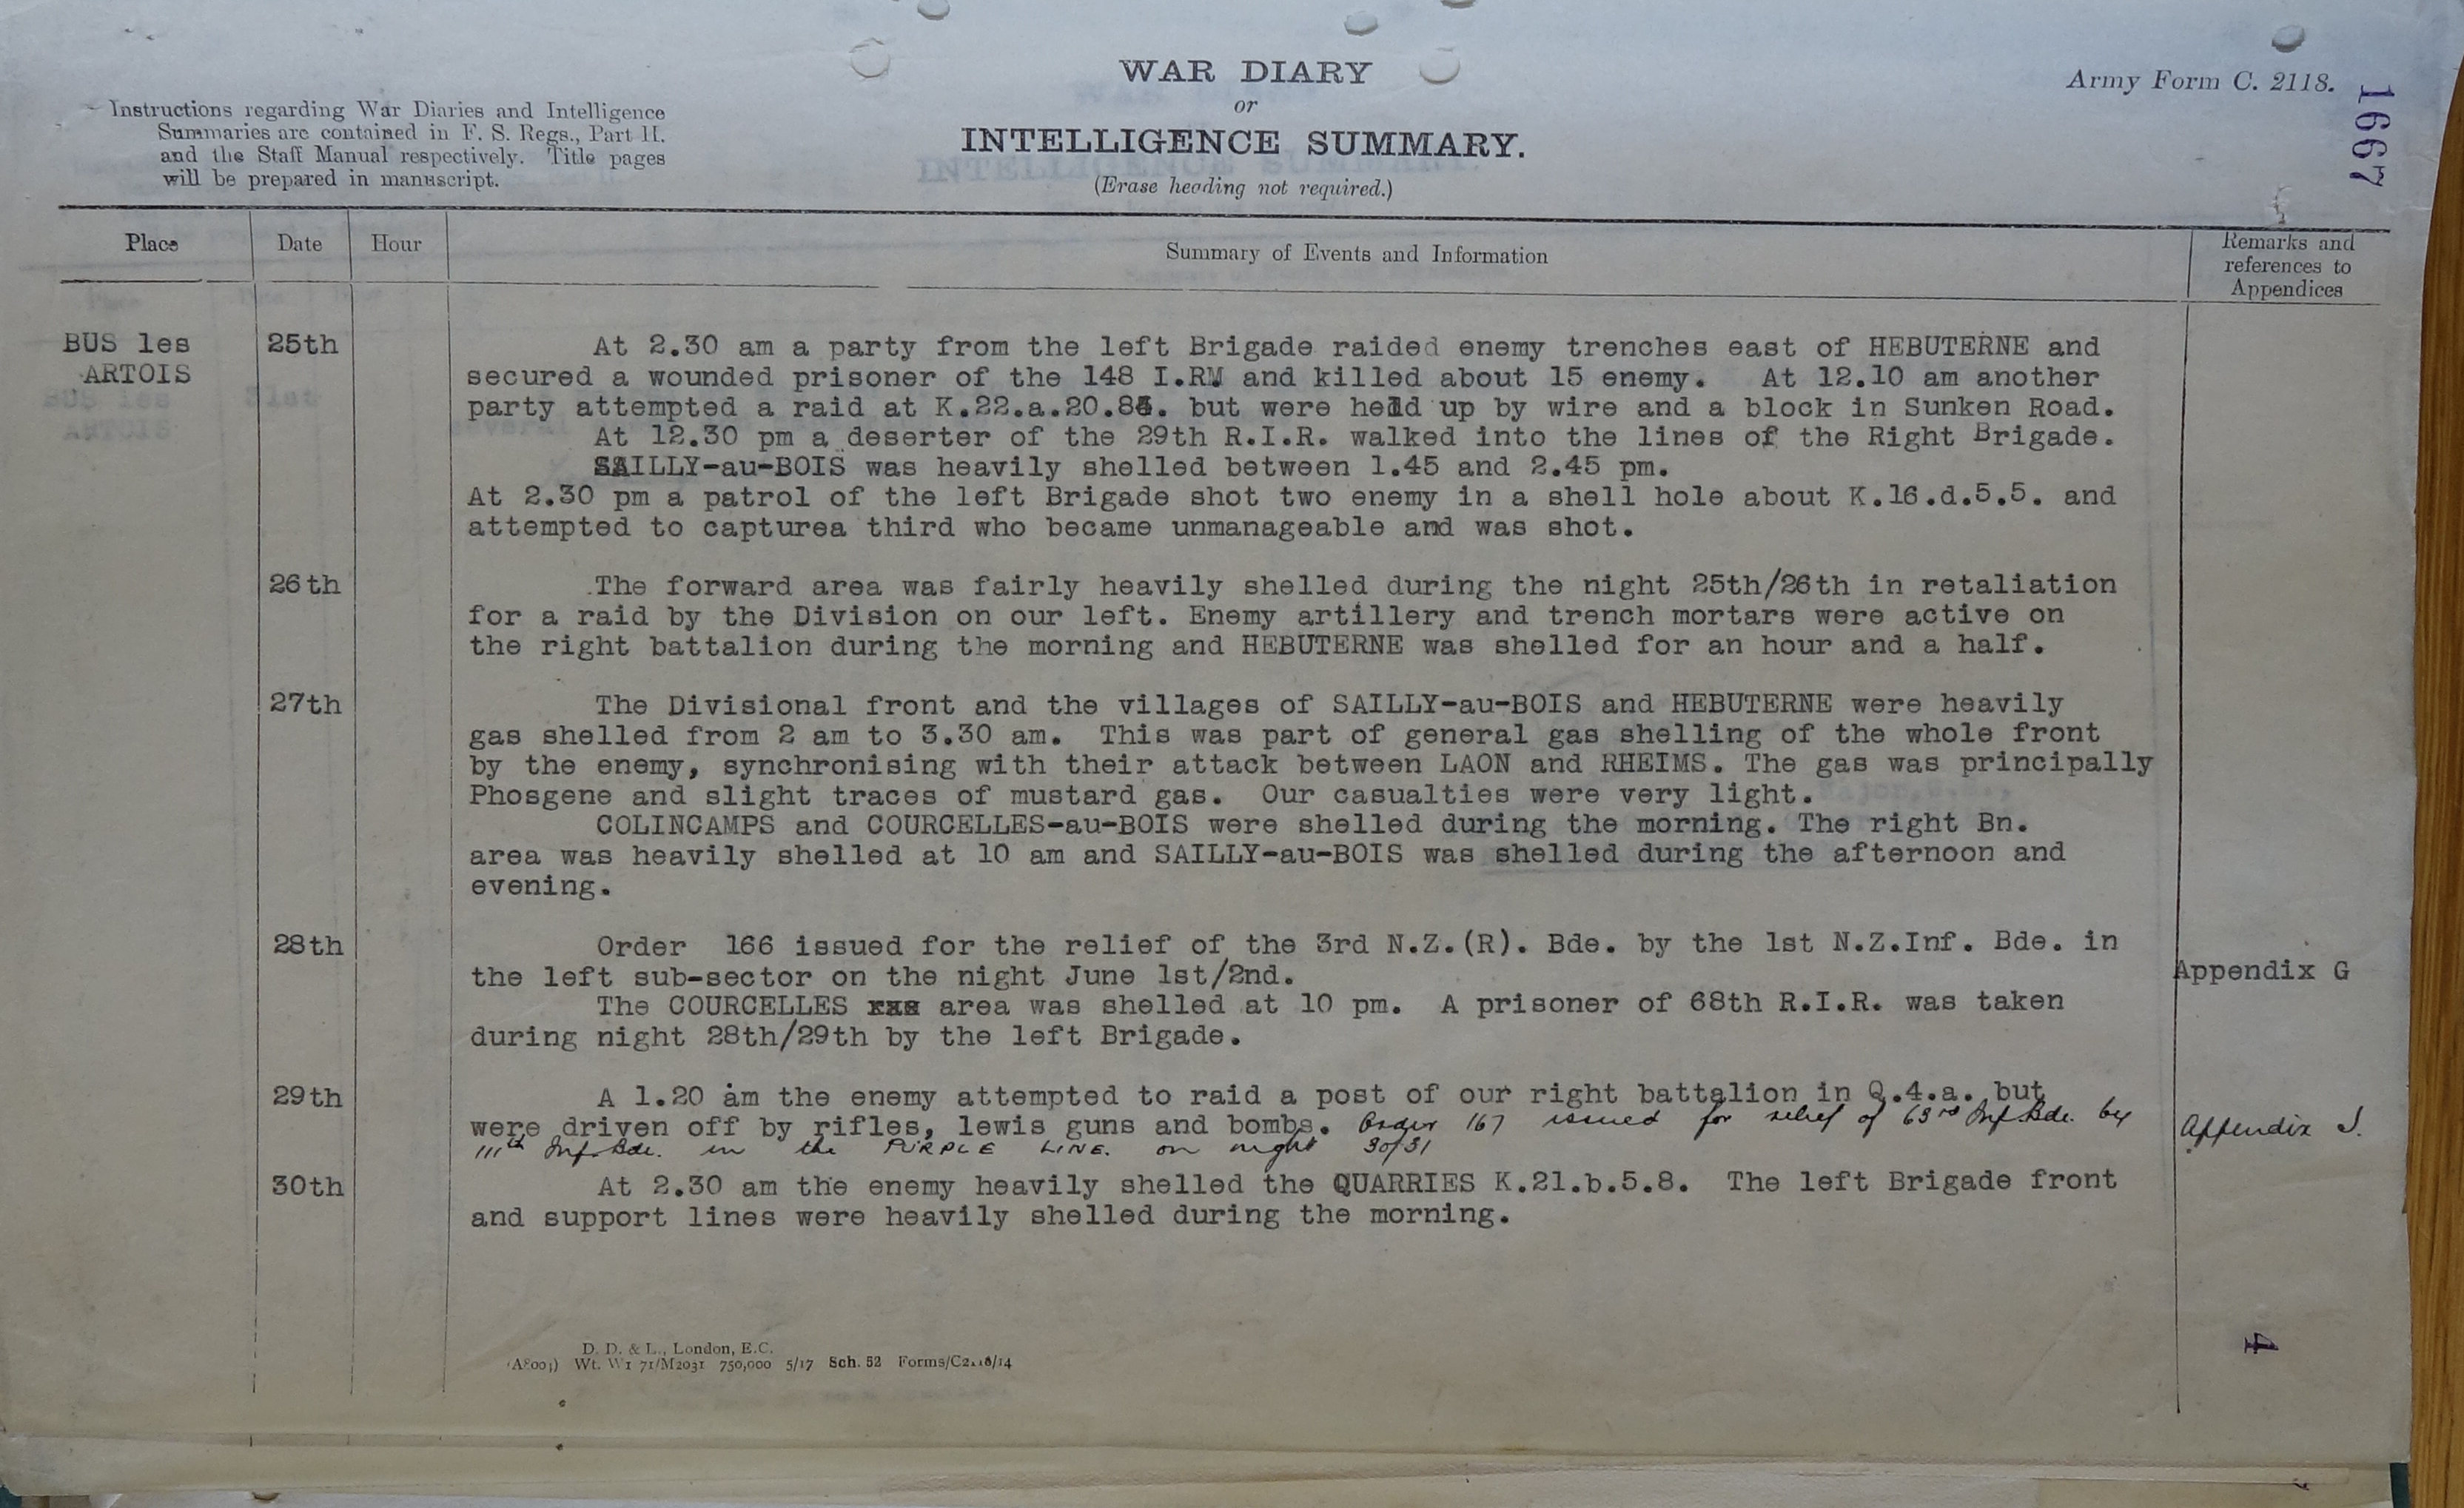 WAR DIARY
or
INTELLIGENCE SUMMARY.
(Erase heading not required.)
Army Form C. 2118.
1667
Instructions regarding War Diaries and Intelligence
Summaries are contained in F. S. Regs., Part II.
and the Staff Manual respectively. Title pages
will be prepared in manuscript.
Place Date Hour Summary of Events and Information Remarks and
references to
Appendices
BUS les 25th At 2.30 am a party from the left Brigade raided enemy trenches east of HEBUTERNE and
ARTOIS secured a wounded prisoner of the 148 I.R and killed about 15 enemy. At 12.10 am another
party attempted a raid at K.22.a.20. but were held up by wire and a block in Sunken Road.
At 12.30 pm a deserter of the 29th R.I.R. walked into the lines of the Right Brigade.
SAILLY-au-BOIS was heavily shelled between 1.45 and 2.45 pm.
At 2.30 pm a patrol of the left Brigade shot two enemy in a shell hole about K.16.d.5.5. and
attempted to capturea third who became unmanageable and was shot.
26th The forward area was fairly heavily shelled during the night 25th/26th in retaliation
for a raid by the Division on our left. Enemy artillery and trench mortars were active on
the right battalion during the morning and HEBUTERNE was shelled for an hour and a half.
27th The Divisional front and the villages of SAILLY-au-BOIS and HEBUTERNE were heavily
gas shelled from 2 am to 3.30 am. This was part of general gas shelling of the whole front
by the enemy, synchronising with their attack between LAON and RHEIMS. The gas was principally
Phosgene and slight traces of mustard gas. Our casualties were very light.
COLINCAMPS and COURCELLES-au-BOIS were shelled during the morning. The right Bn.
area was heavily shelled at 10 am and SAILLY-au-BOIS was shelled during the afternoon and
evening.
28th Order 166 issued for the relief of the 3rd N.Z.(R). Bde. by the 1st N.Z.Inf. Bde. in
the left sub-sector on the night June 1st/2nd. Appendix G
The COURCELLES area was shelled at 10 pm. A prisoner of 68th R.I.R. was taken
during night 28th/29th by the left Brigade.
29th A 1.20 am the enemy attempted to raid a post of our right battalion in Q.4.a. but
were driven off by rifles, lewis guns and bombs. Order 167 issued for relief of 63rd Inf. Bde. by Appendix J.
111th Inf. Bde. in the PURPLE LINE. on night 30/31
30th At 2.30 am the enemy heavily shelled the QUARRIES K.21.b.5.8. The left Brigade front
and support lines were heavily shelled during the morning.
4
D. D. & L., London, E.C.
Wt. 71/M2031 750,000 5/17 Sch. 52